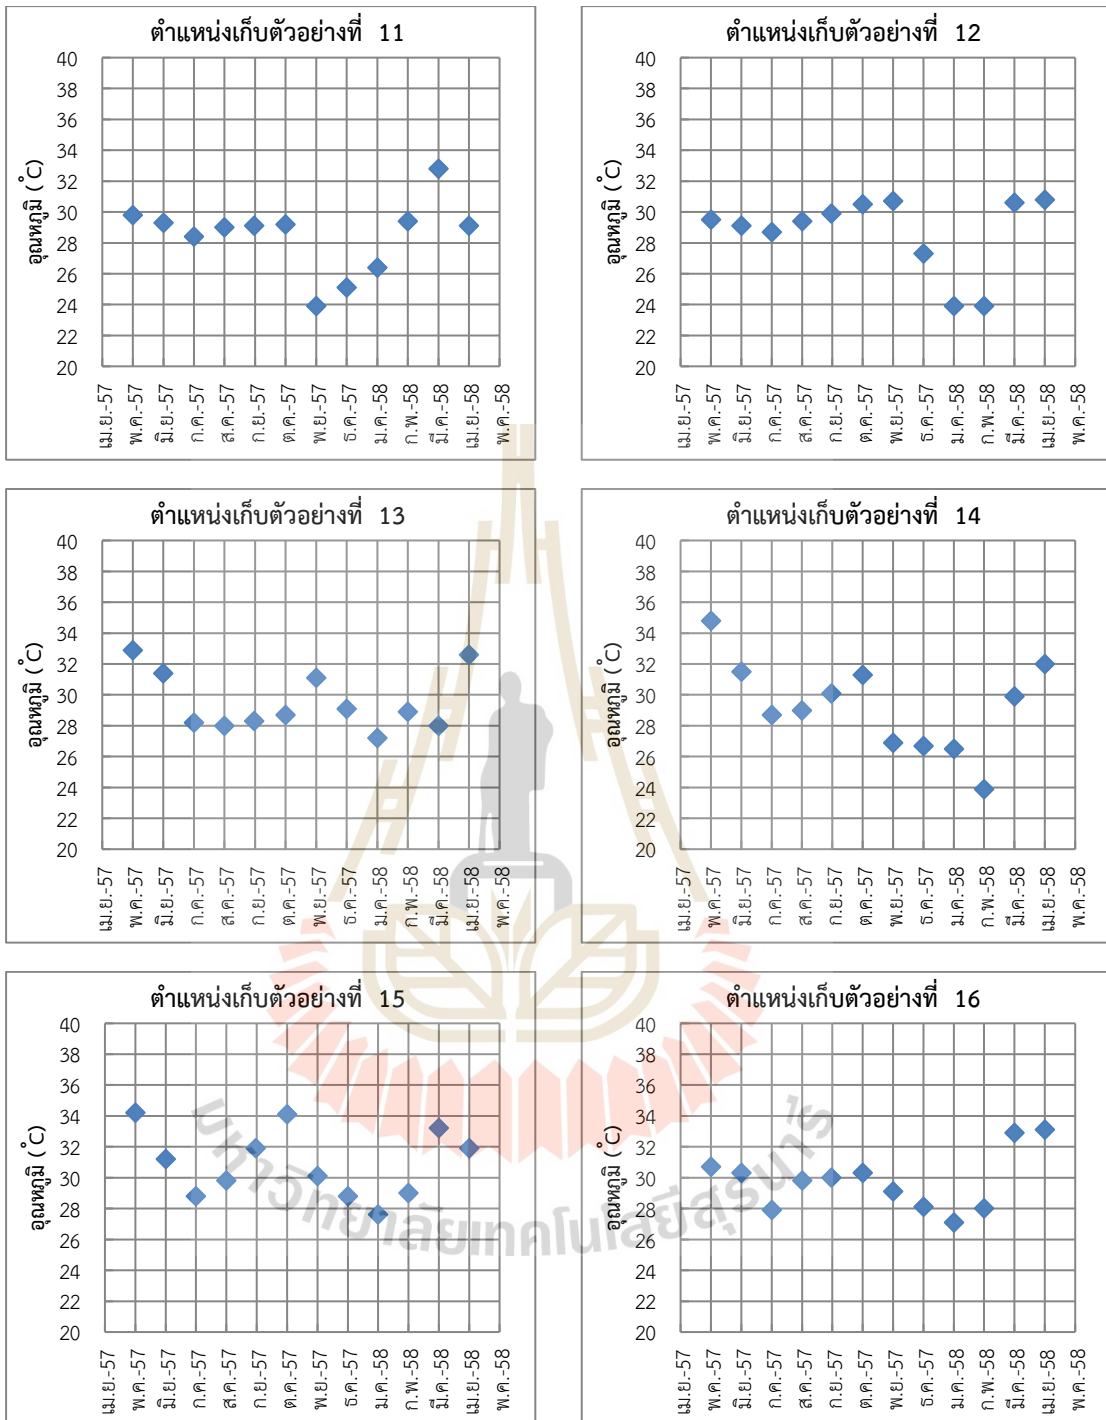 ตำแหน่งเก็บตัวอย่างที่ 11
40
38
36
34
32
30
28
26
24
22
20
อุณหภูมิ (˚C)
เม.ย.-57
พ.ค.-57
มิ.ย.-57
ก.ค.-57
ส.ค.-57
ก.ย.-57
ต.ค.-57
พ.ย.-57
ธ.ค.-57
ม.ค.-58
ก.พ.-58
มี.ค.-58
เม.ย.-58
พ.ค.-58
ตำแหน่งเก็บตัวอย่างที่ 12
40
38
36
34
32
30
28
26
24
22
20
อุณหภูมิ (˚C)
เม.ย.-57
พ.ค.-57
มิ.ย.-57
ก.ค.-57
ส.ค.-57
ก.ย.-57
ต.ค.-57
พ.ย.-57
ธ.ค.-57
ม.ค.-58
ก.พ.-58
มี.ค.-58
เม.ย.-58
พ.ค.-58
ตำแหน่งเก็บตัวอย่างที่ 13
40
38
36
34
32
30
28
26
24
22
20
อุณหภูมิ (˚C)
เม.ย.-57
พ.ค.-57
มิ.ย.-57
ก.ค.-57
ส.ค.-57
ก.ย.-57
ต.ค.-57
พ.ย.-57
ธ.ค.-57
ม.ค.-58
ก.พ.-58
มี.ค.-58
เม.ย.-58
พ.ค.-58
ตำแหน่งเก็บตัวอย่างที่ 14
40
38
36
34
32
30
28
26
24
22
20
อุณหภูมิ (˚C)
เม.ย.-57
พ.ค.-57
มิ.ย.-57
ก.ค.-57
ส.ค.-57
ก.ย.-57
ต.ค.-57
พ.ย.-57
ธ.ค.-57
ม.ค.-58
ก.พ.-58
มี.ค.-58
เม.ย.-58
พ.ค.-58
ตำแหน่งเก็บตัวอย่างที่ 15
40
38
36
34
32
30
28
26
24
22
20
อุณหภูมิ (˚C)
เม.ย.-57
พ.ค.-57
มิ.ย.-57
ก.ค.-57
ส.ค.-57
ก.ย.-57
ต.ค.-57
พ.ย.-57
ธ.ค.-57
ม.ค.-58
ก.พ.-58
มี.ค.-58
เม.ย.-58
พ.ค.-58
ตำแหน่งเก็บตัวอย่างที่ 16
40
38
36
34
32
30
28
26
24
22
20
อุณหภูมิ (˚C)
เม.ย.-57
พ.ค.-57
มิ.ย.-57
ก.ค.-57
ส.ค.-57
ก.ย.-57
ต.ค.-57
พ.ย.-57
ธ.ค.-57
ม.ค.-58
ก.พ.-58
มี.ค.-58
เม.ย.-58
พ.ค.-58
มหาวิทยาลัยเทคโนโลยีสุรนารี